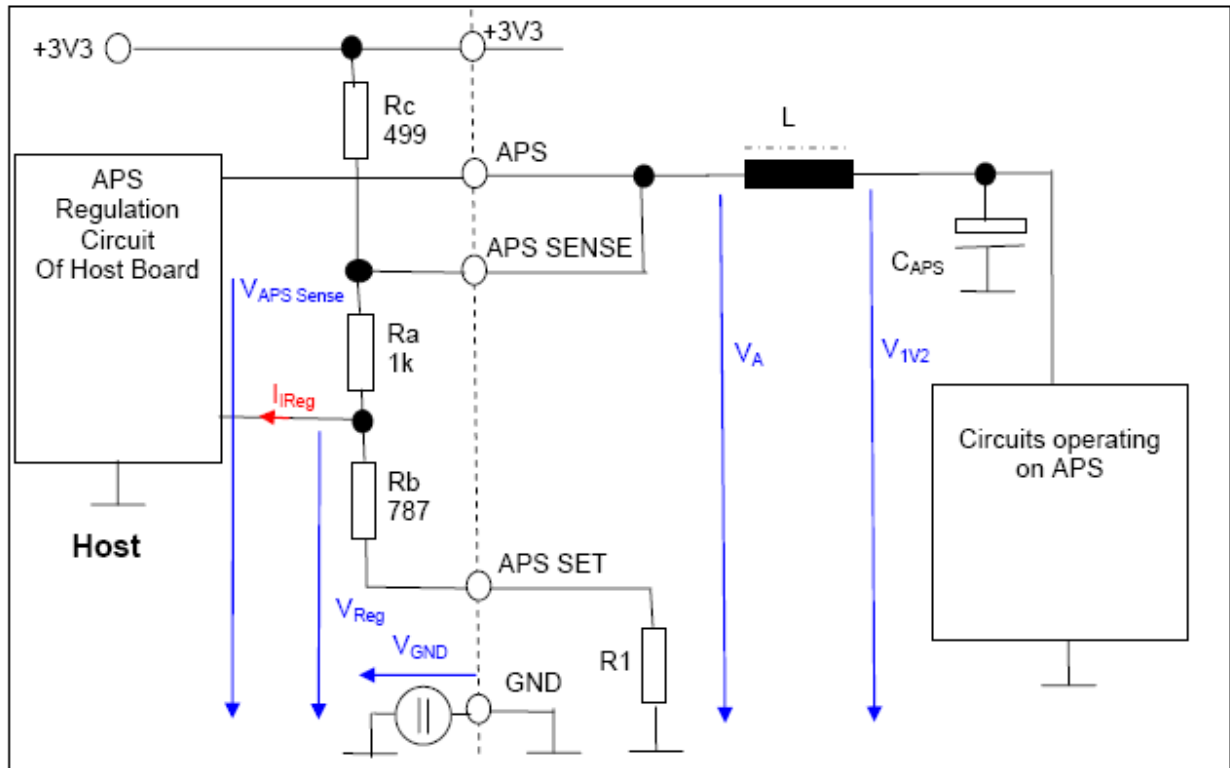 +3V3
+3V3
Rc
499
L
APS
APS
Regulation
Circuit
Of Host Board
APS SENSE
CAPS
VAPS Sense
Ra
1k
VA
V1V2
IIReg
Circuits operating
on APS
Rb
787
Host
APS SET
VReg
VGND
R1
GND